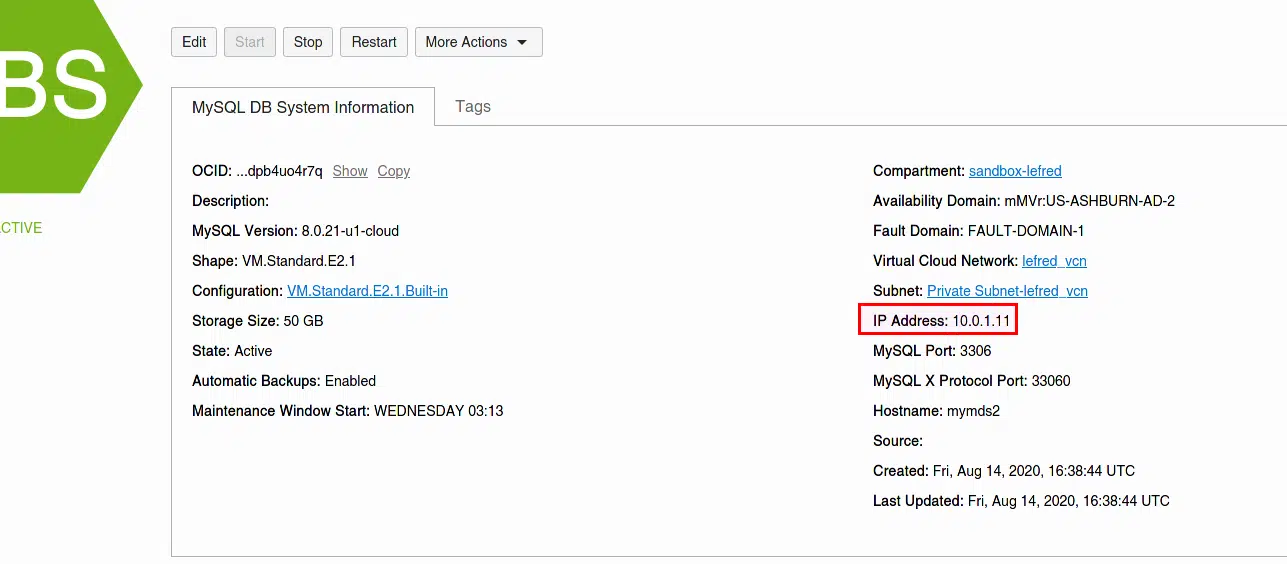 BS
CTIVE
Edit Start Stop Restart More Actions
MySQL DB System Information Tags
OCID: ...dpb4uo4r7q Show Copy
Description:
MySQL Version: 8.0.21-u1-cloud
Shape: VM.Standard.E2.1
Configuration: VM.Standard.E2.1.Built-in
Storage Size: 50 GB
State: Active
Automatic Backups: Enabled
Maintenance Window Start: WEDNESDAY 03:13
Compartment: sandbox-lefred
Availability Domain: mMVr:US-ASHBURN-AD-2
Fault Domain: FAULT-DOMAIN-1
Virtual Cloud Network: lefred_vcn
Subnet: Private Subnet-lefred_vcn
IP Address: 10.0.1.11
MySQL Port: 3306
MySQL X Protocol Port: 33060
Hostname: mymds2
Source:
Created: Fri, Aug 14, 2020, 16:38:44 UTC
Last Updated: Fri, Aug 14, 2020, 16:38:44 UTC